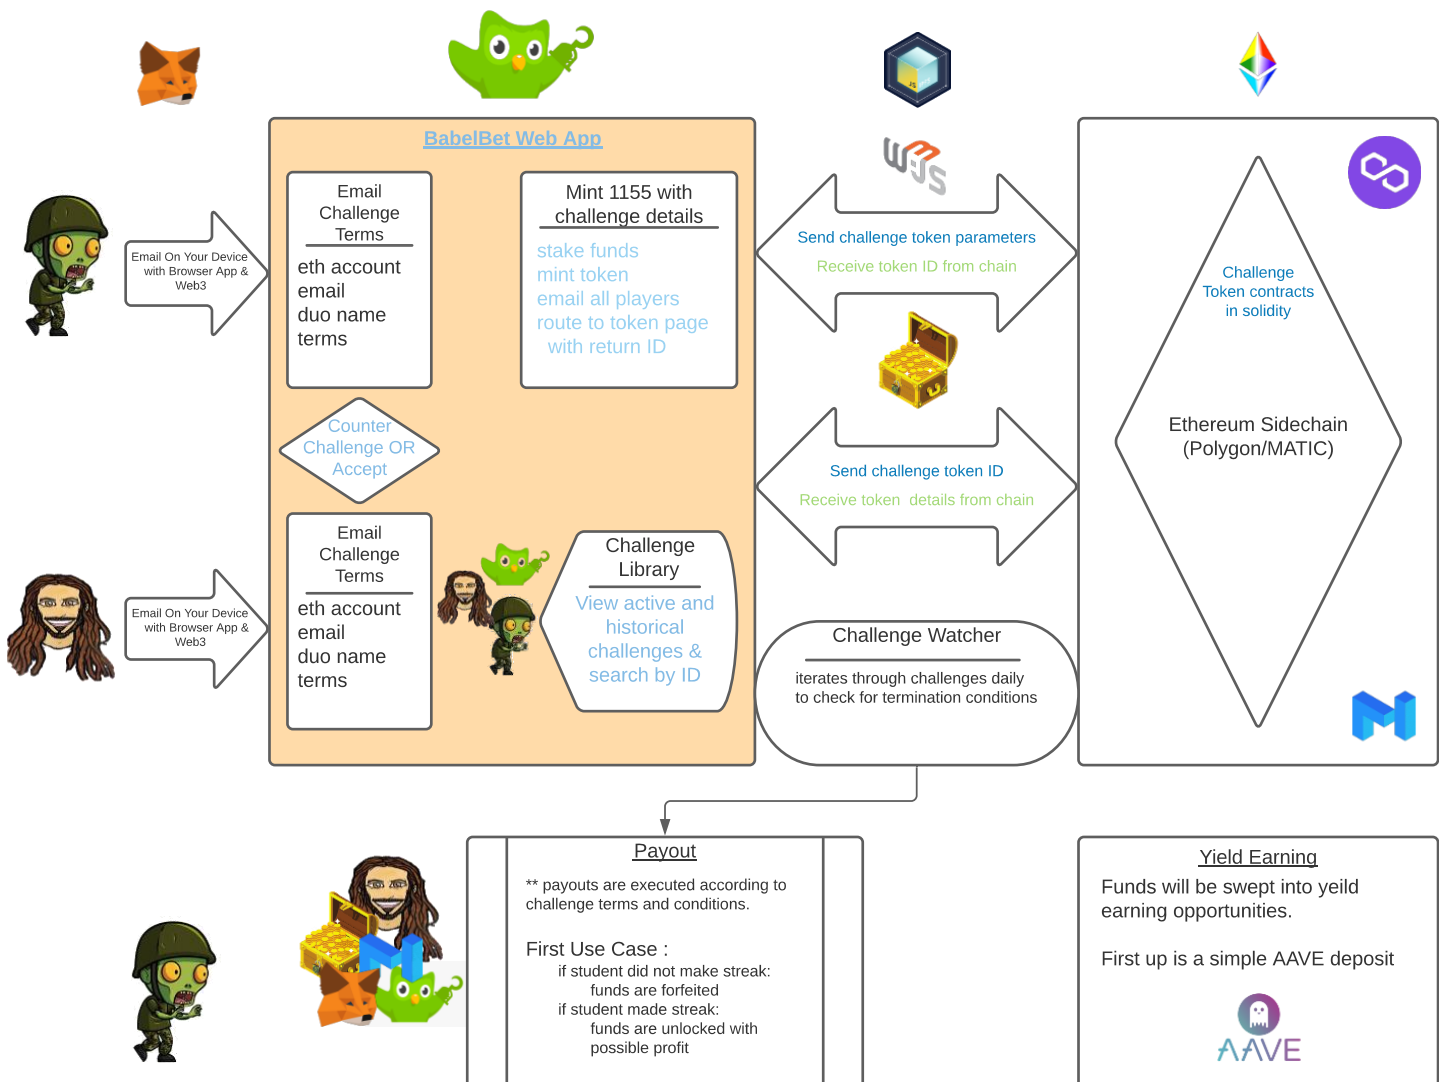 BabelBet Web App
Email On Your Device
with Browser App &
Web3
Email
Challenge
Terms
eth account
email
duo name
terms
Mint 1155 with
challenge details
stake funds
mint token
email all players
route to token page
with return ID
JS
W3JS
Send challenge token parameters
Receive token ID from chain
Challenge
Token contracts
in solidity
Counter
Challenge OR
Accept
Send challenge token ID
Receive token  details from chain
Ethereum Sidechain
(Polygon/MATIC)
Email On Your Device
with Browser App &
Web3
Email
Challenge
Terms
eth account
email
duo name
terms
Challenge
Library
View active and
historical
challenges &
search by ID
Challenge Watcher
iterates through challenges daily
to check for termination conditions
Payout
** payouts are executed according to
challenge terms and conditions.
First Use Case :
if student did not make streak:
funds are forfeited
if student made streak:
funds are unlocked with
possible profit
Yield Earning
Funds will be swept into yeild
earning opportunities.
First up is a simple AAVE deposit
AAVE